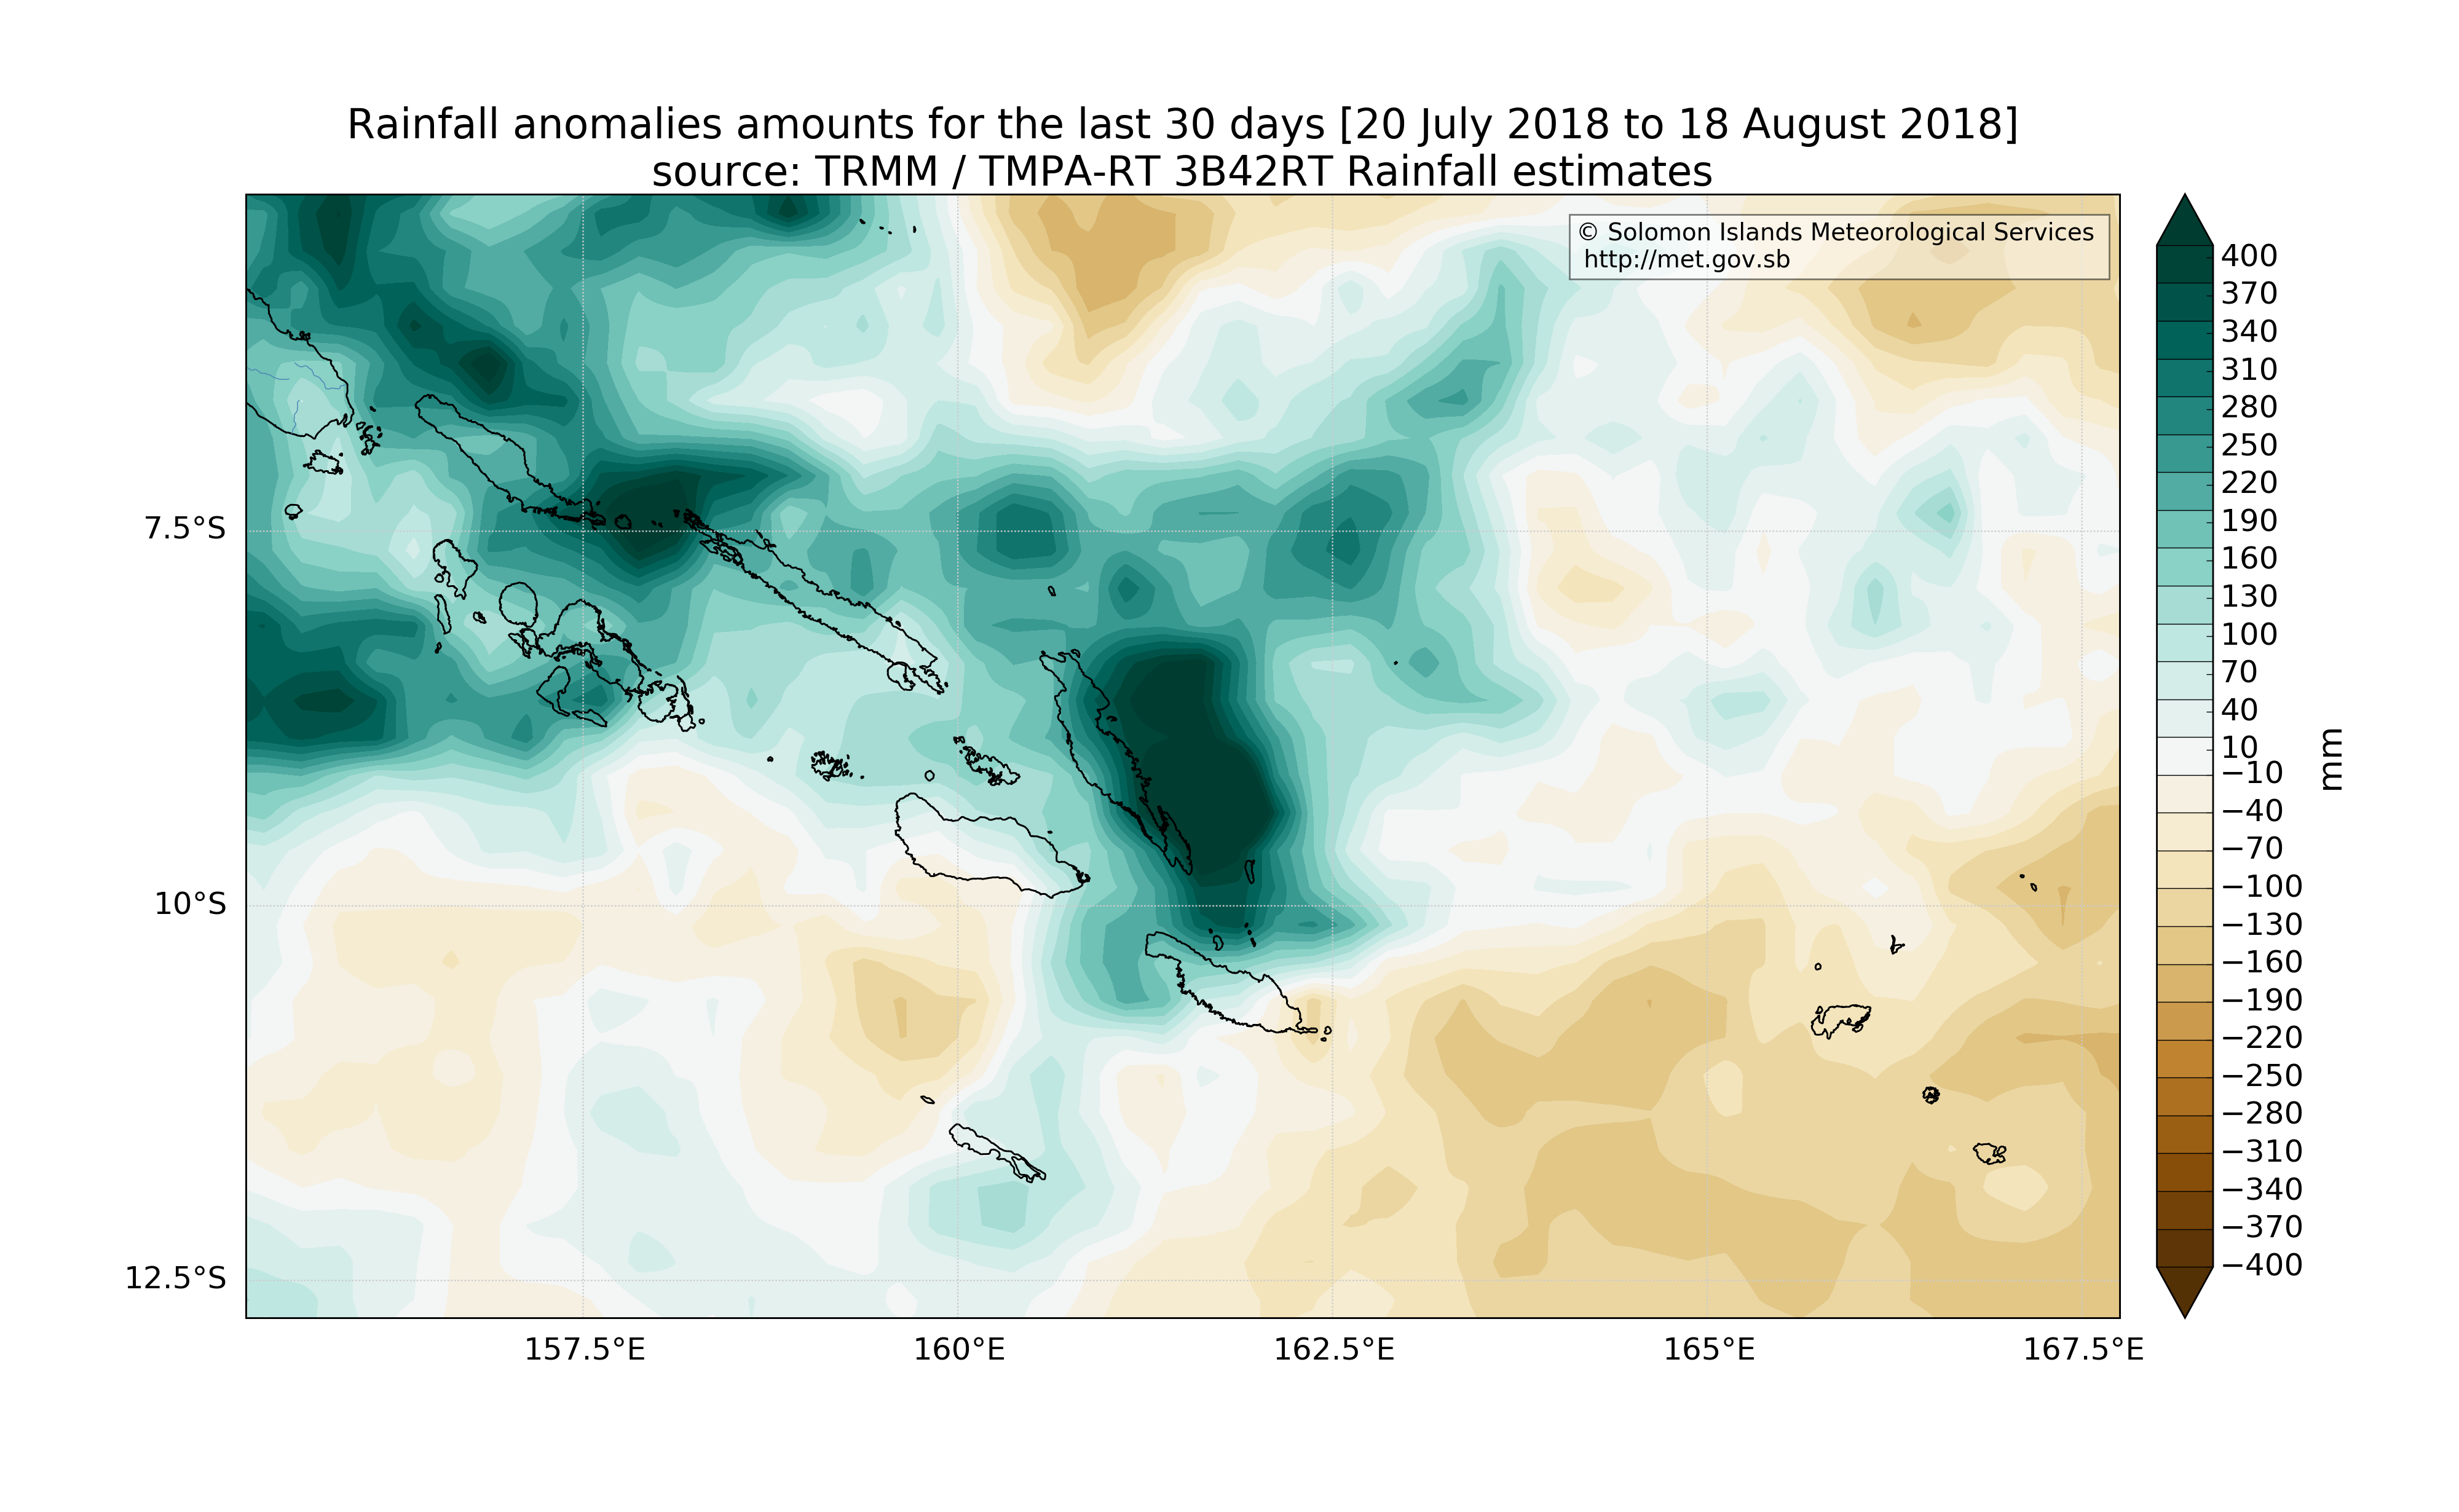 Rainfall anomalies amounts for the last 30 days [20 July 2018 to 18 August 2018]
source: TRMM / TMPA-RT 3B42RT Rainfall estimates
© Solomon Islands Meteorological Services
http://met.gov.sb
7.5°S
10°S
12.5°S
157.5°E
160°E
162.5°E
165°E
167.5°E
400
370
340
310
280
250
220
190
160
130
100
70
40
10
−10
−40
−70
−100
−130
−160
−190
−220
−250
−280
−310
−340
−370
−400
mm